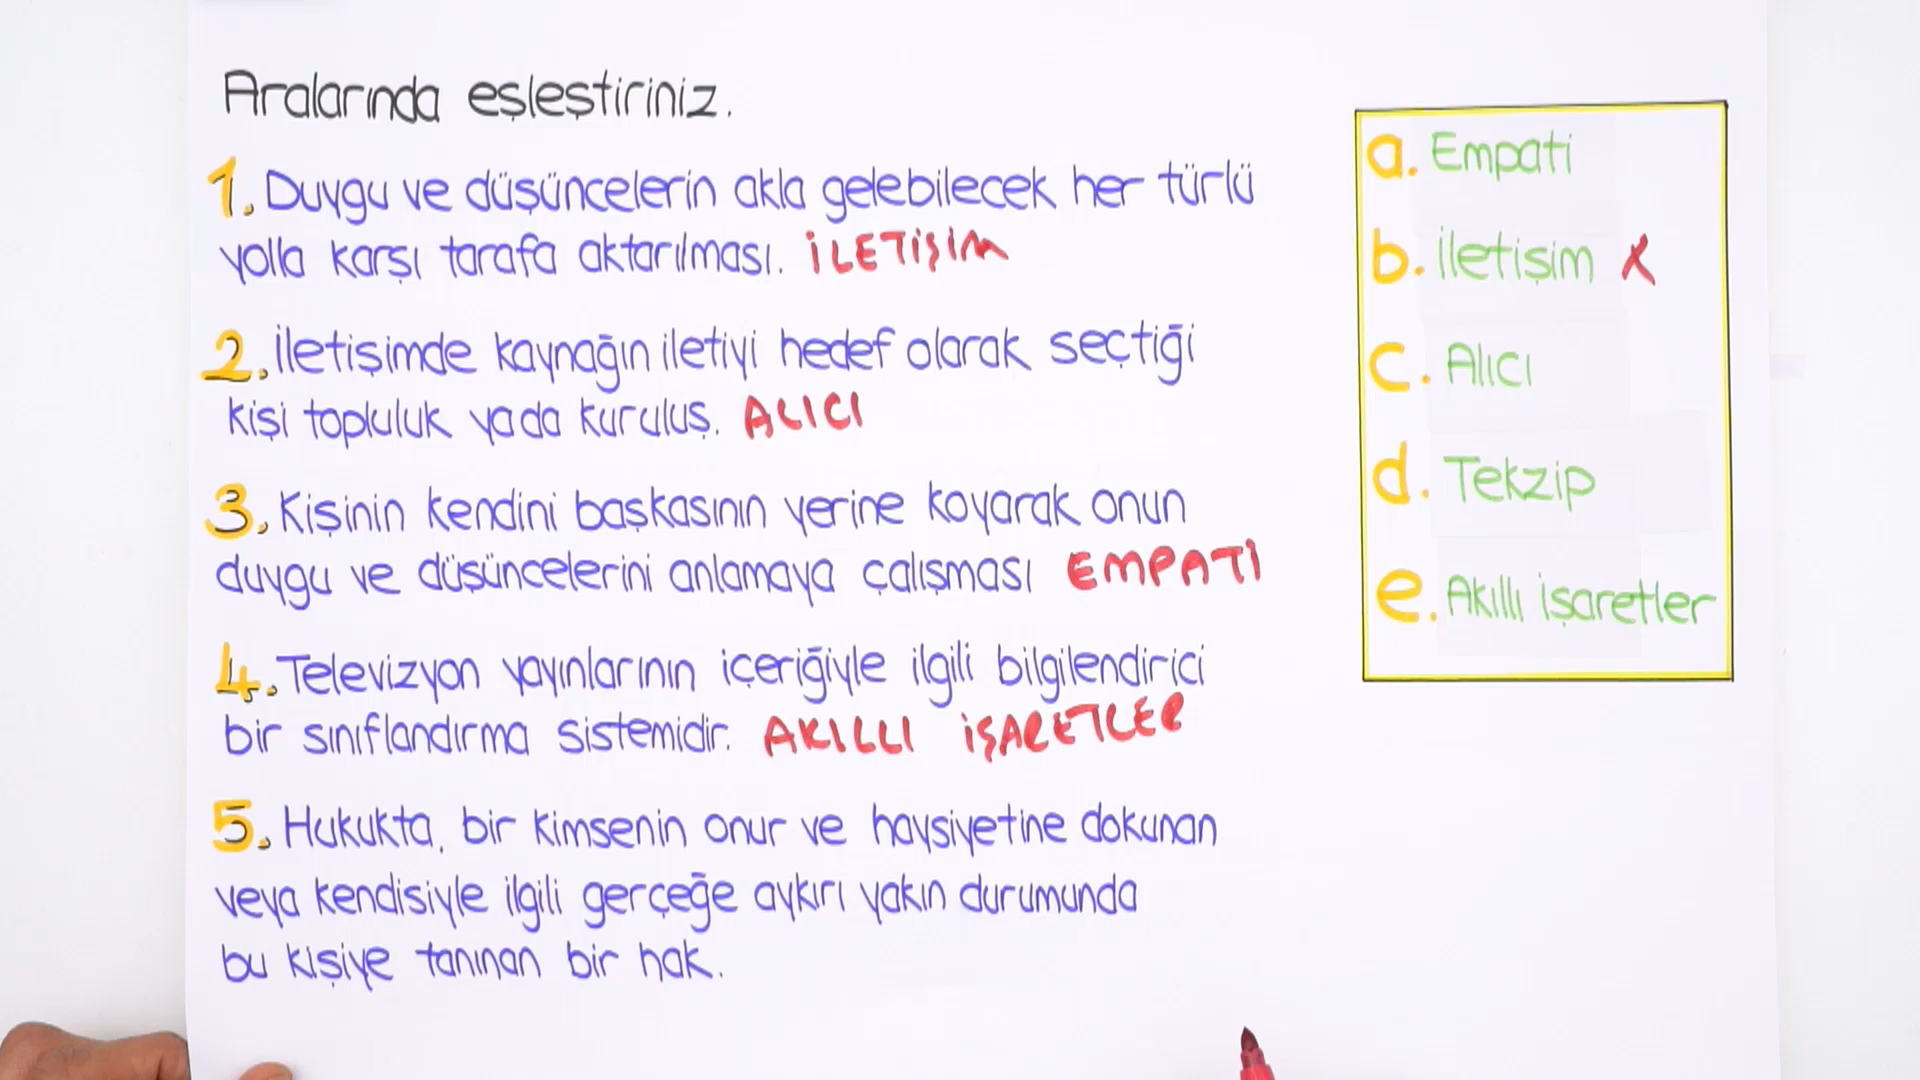 Aralarında eşleştiriniz.
1. Duygu ve düşüncelerin akla gelebilecek her türlü
yolla karşı tarafa aktarılması. İLETİŞİM
2. İletişimde kaynağın iletiyi hedef olarak seçtiği
kişi topluluk yada kuruluş. ALICI
3. Kişinin kendini başkasının yerine koyarak onun
duygu ve düşüncelerini anlamaya çalışması EMPATİ
4. Televizyon yayınlarının içeriğiyle ilgili bilgilendirici
bir sınıflandırma sistemidir. AKILLI İŞARETLER
5. Hukukta, bir kimsenin onur ve haysiyetine dokunan
veya kendisiyle ilgili gerçeğe aykırı yakın durumunda
bu kişiye tanınan bir hak.
a. Empati
b. İletişim X
c. Alıcı
d. Tekzip
e. Akıllı işaretler